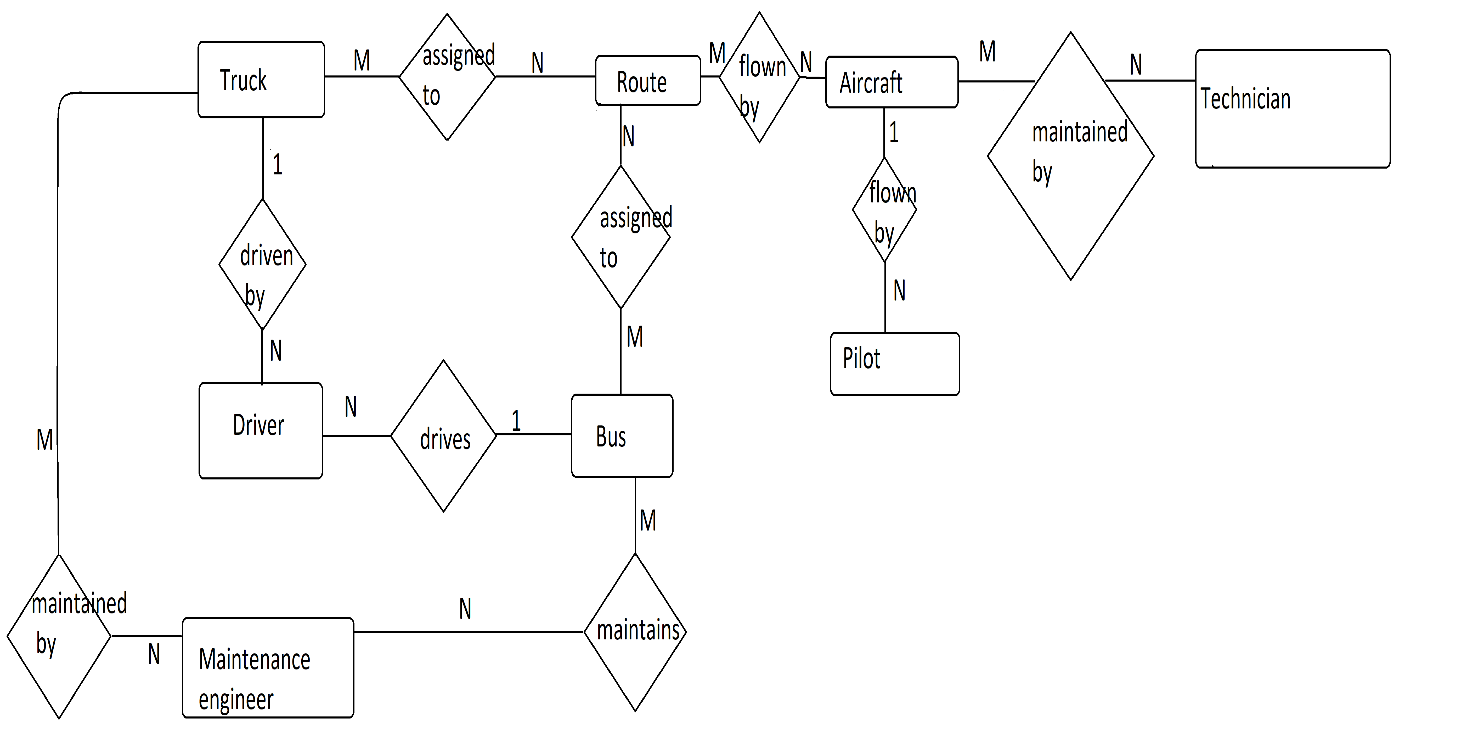 Truck
M
assigned
to
N
Route
M
flown
by
N
Aircraft
M
maintained
by
N
Technician
1
driven
by
N
Driver
N
assigned
to
M
1
flown
by
N
Pilot
N
drives
1
Bus
M
M
maintained
by
N
Maintenance
engineer
N
maintains